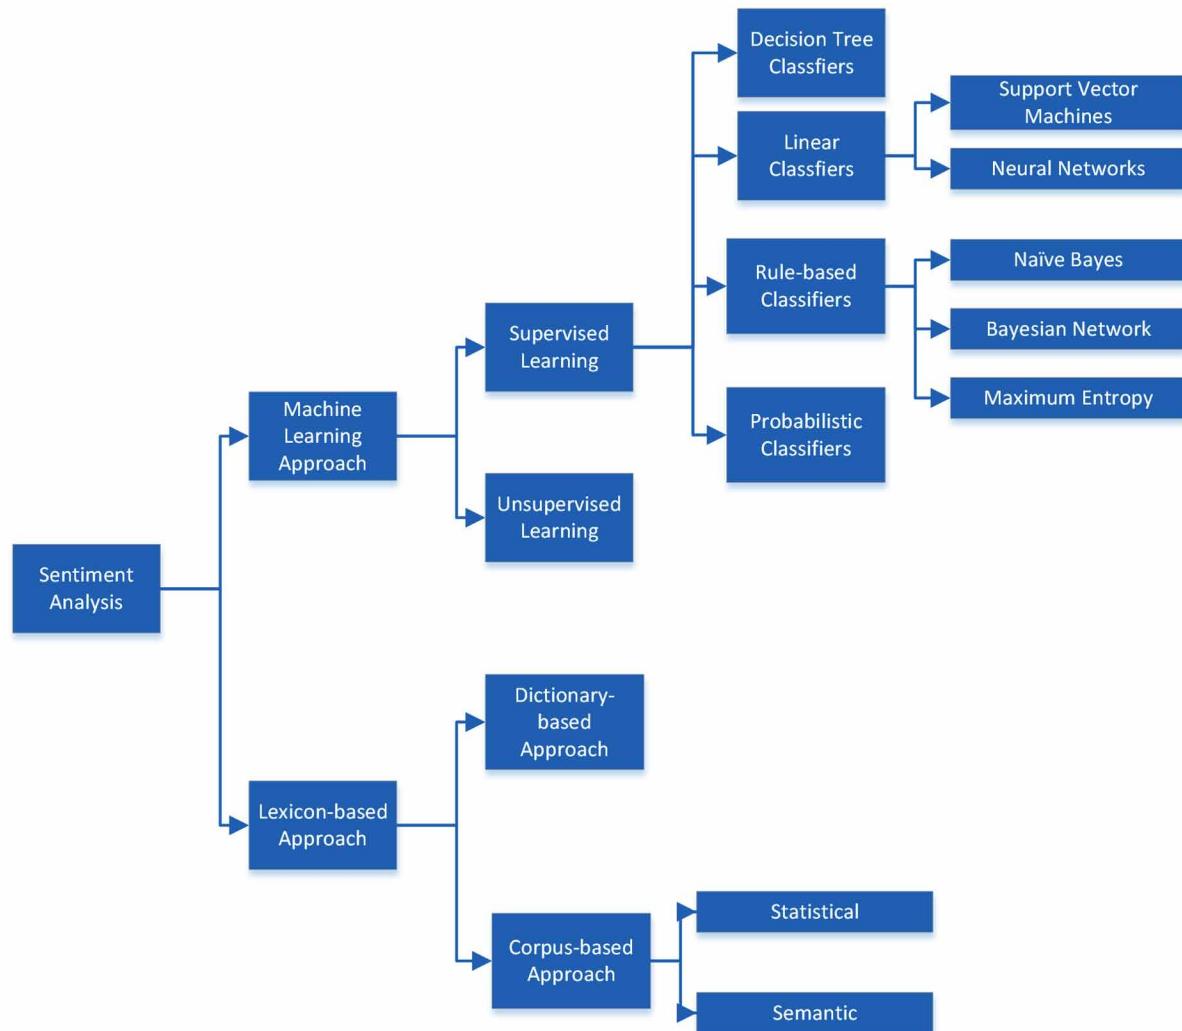 Decision Tree
Classfiers
Support Vector
Machines
Linear
Classfiers
Neural Networks
Rule-based
Classifiers
Naïve Bayes
Bayesian Network
Maximum Entropy
Supervised
Learning
Machine
Learning
Approach
Probabilistic
Classifiers
Unsupervised
Learning
Sentiment
Analysis
Dictionary-
based
Approach
Lexicon-based
Approach
Corpus-based
Approach
Statistical
Semantic